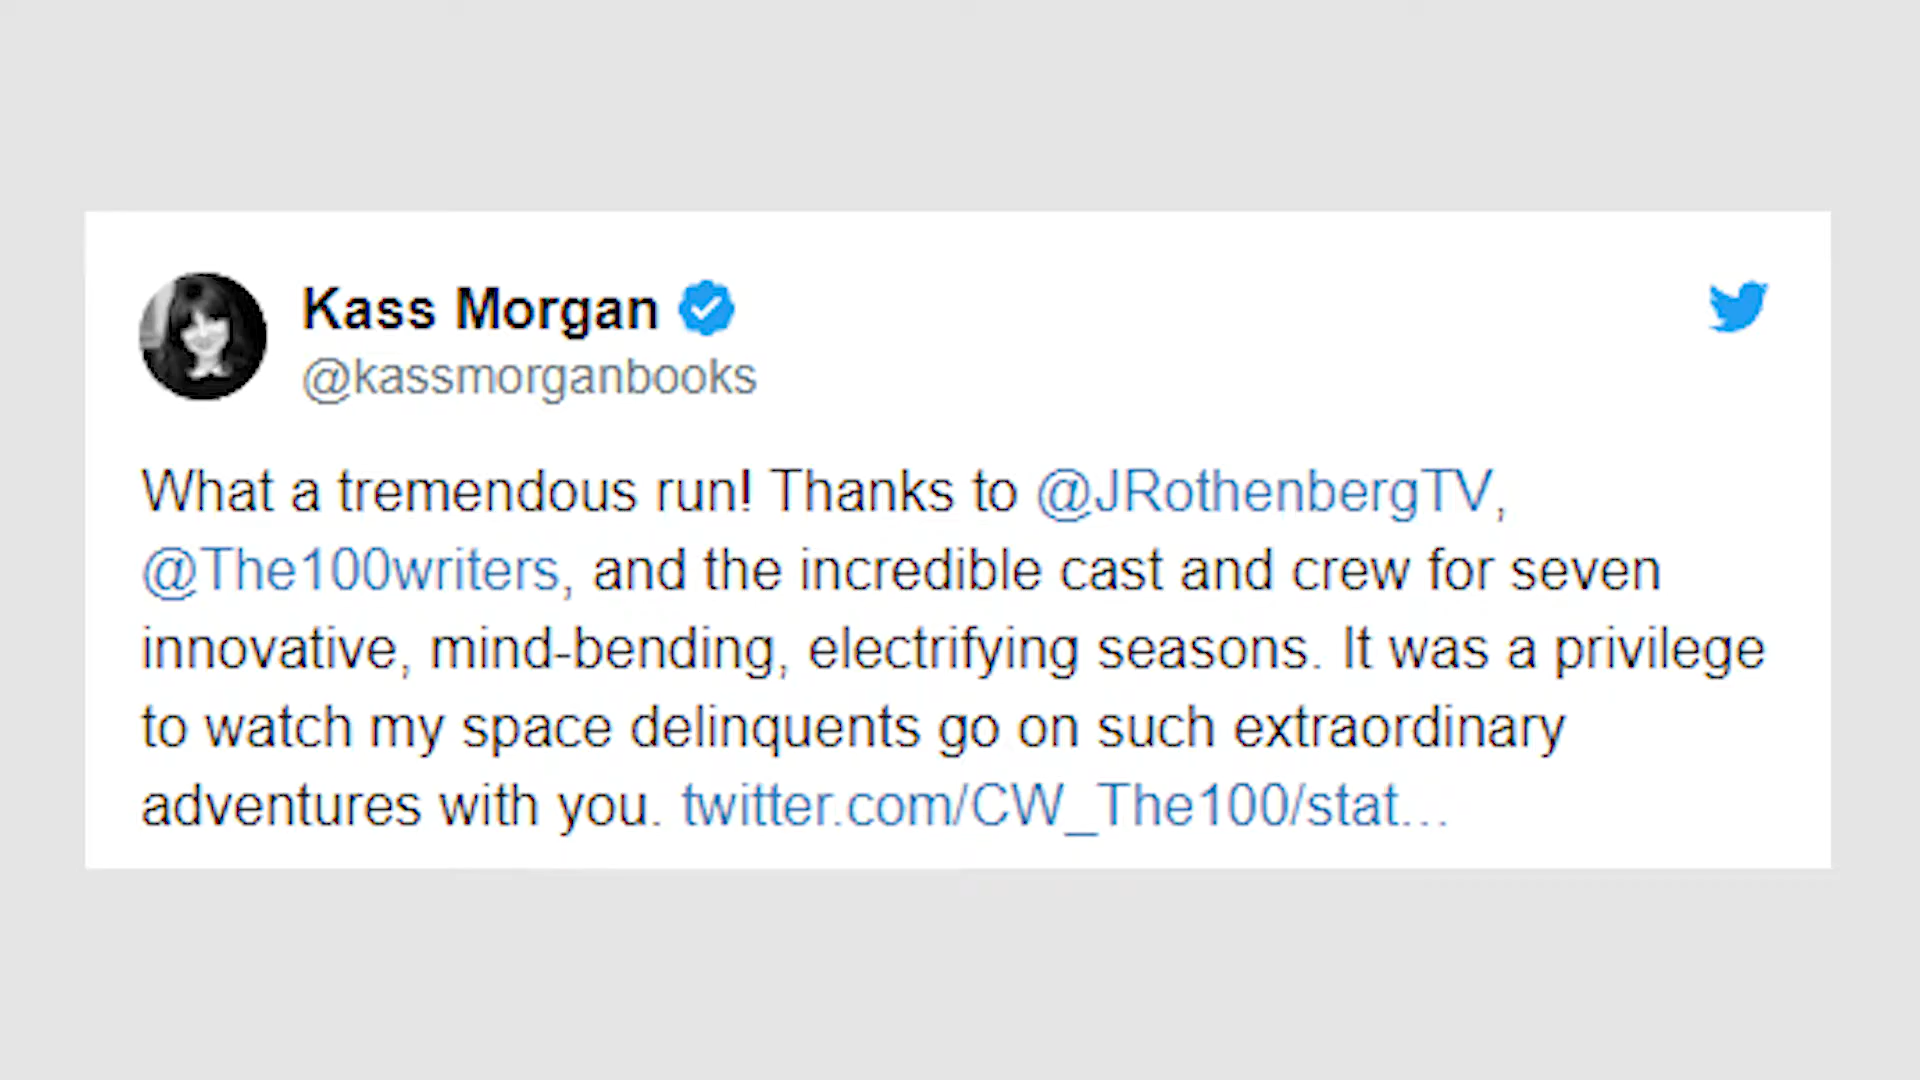 Kass Morgan
@kassmorganbooks
What a tremendous run! Thanks to @JRothenbergTV,
@The100writers, and the incredible cast and crew for seven
innovative, mind-bending, electrifying seasons. It was a privilege
to watch my space delinquents go on such extraordinary
adventures with you. twitter.com/CW_The100/stat...